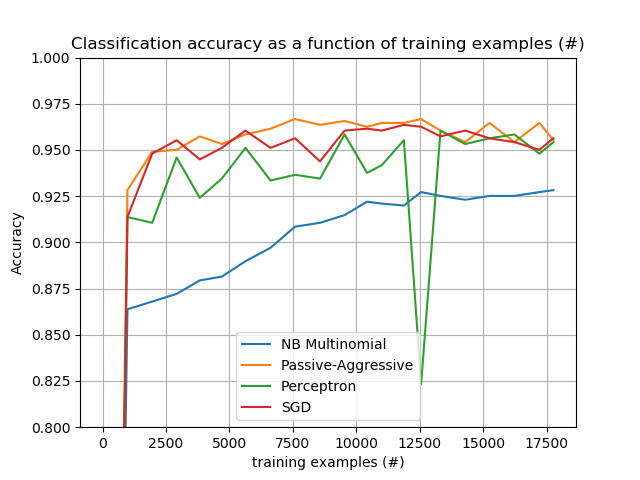 Classification accuracy as a function of training examples (#)
1.000
0.975
0.950
0.925
0.900
0.875
0.850
0.825
0.800
Accuracy
NB Multinomial
Passive-Aggressive
Perceptron
SGD
0 2500 5000 7500 10000 12500 15000 17500
training examples (#)